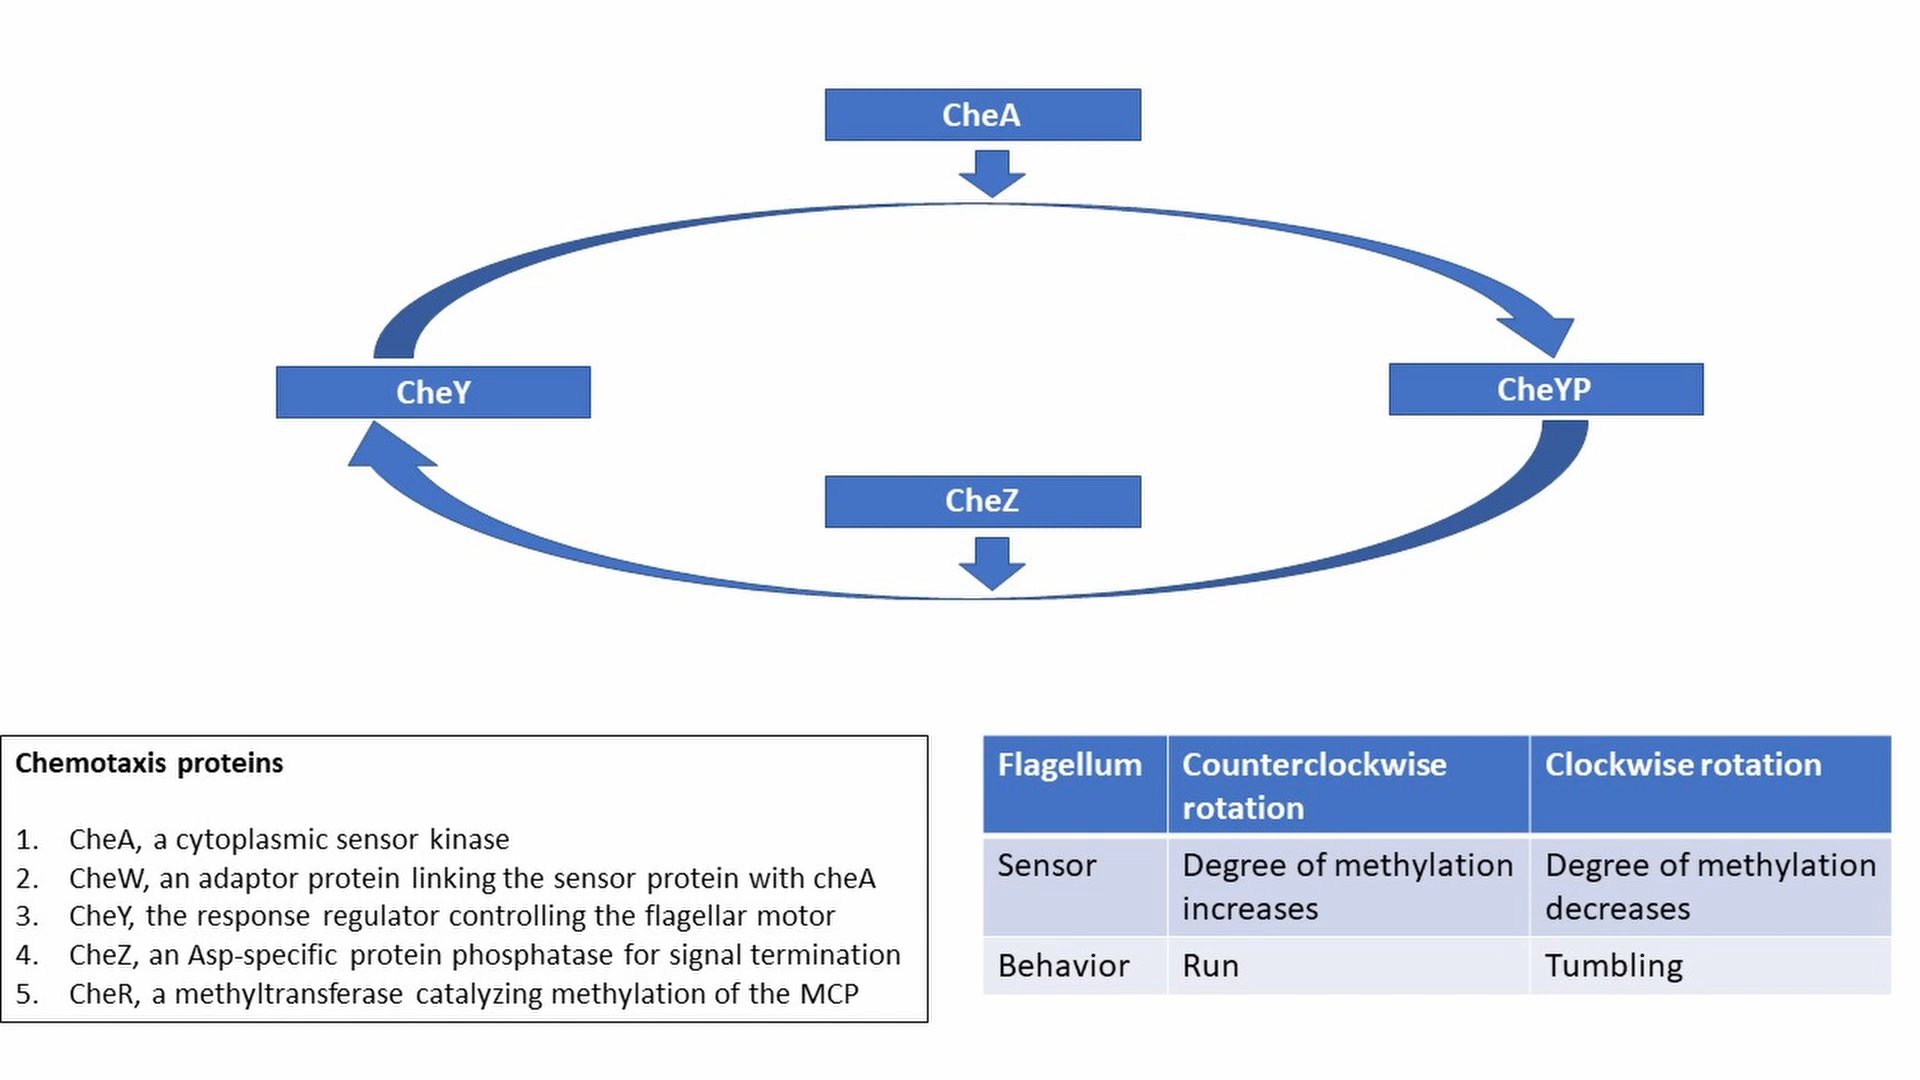 CheA
CheY
CheYP
CheZ
Chemotaxis proteins
1. CheA, a cytoplasmic sensor kinase
2. CheW, an adaptor protein linking the sensor protein with cheA
3. CheY, the response regulator controlling the flagellar motor
4. CheZ, an Asp-specific protein phosphatase for signal termination
5. CheR, a methyltransferase catalyzing methylation of the MCP
Flagellum
Counterclockwise
rotation
Clockwise rotation
Sensor
Degree of methylation
increases
Degree of methylation
decreases
Behavior
Run
Tumbling